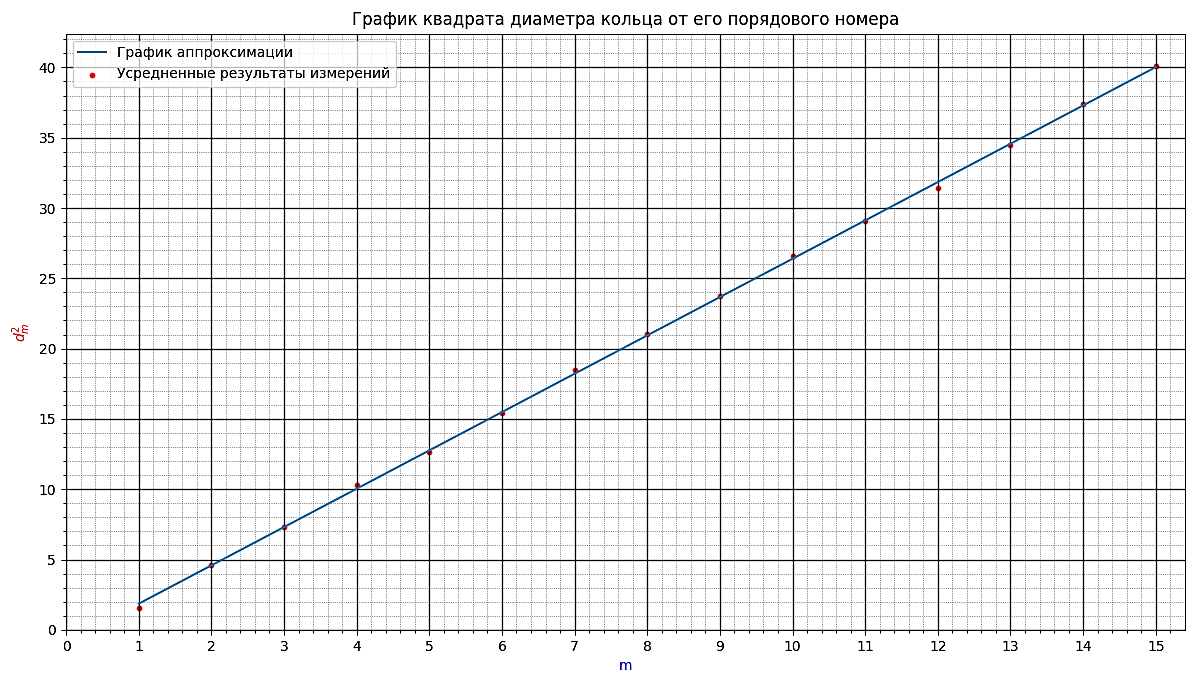 График квадрата диаметра кольца от его порядового номера
График аппроксимации
Усредненные результаты измерений
40
35
30
25
20
15
10
5
0
d_m^2
0 1 2 3 4 5 6 7 8 9 10 11 12 13 14 15
m